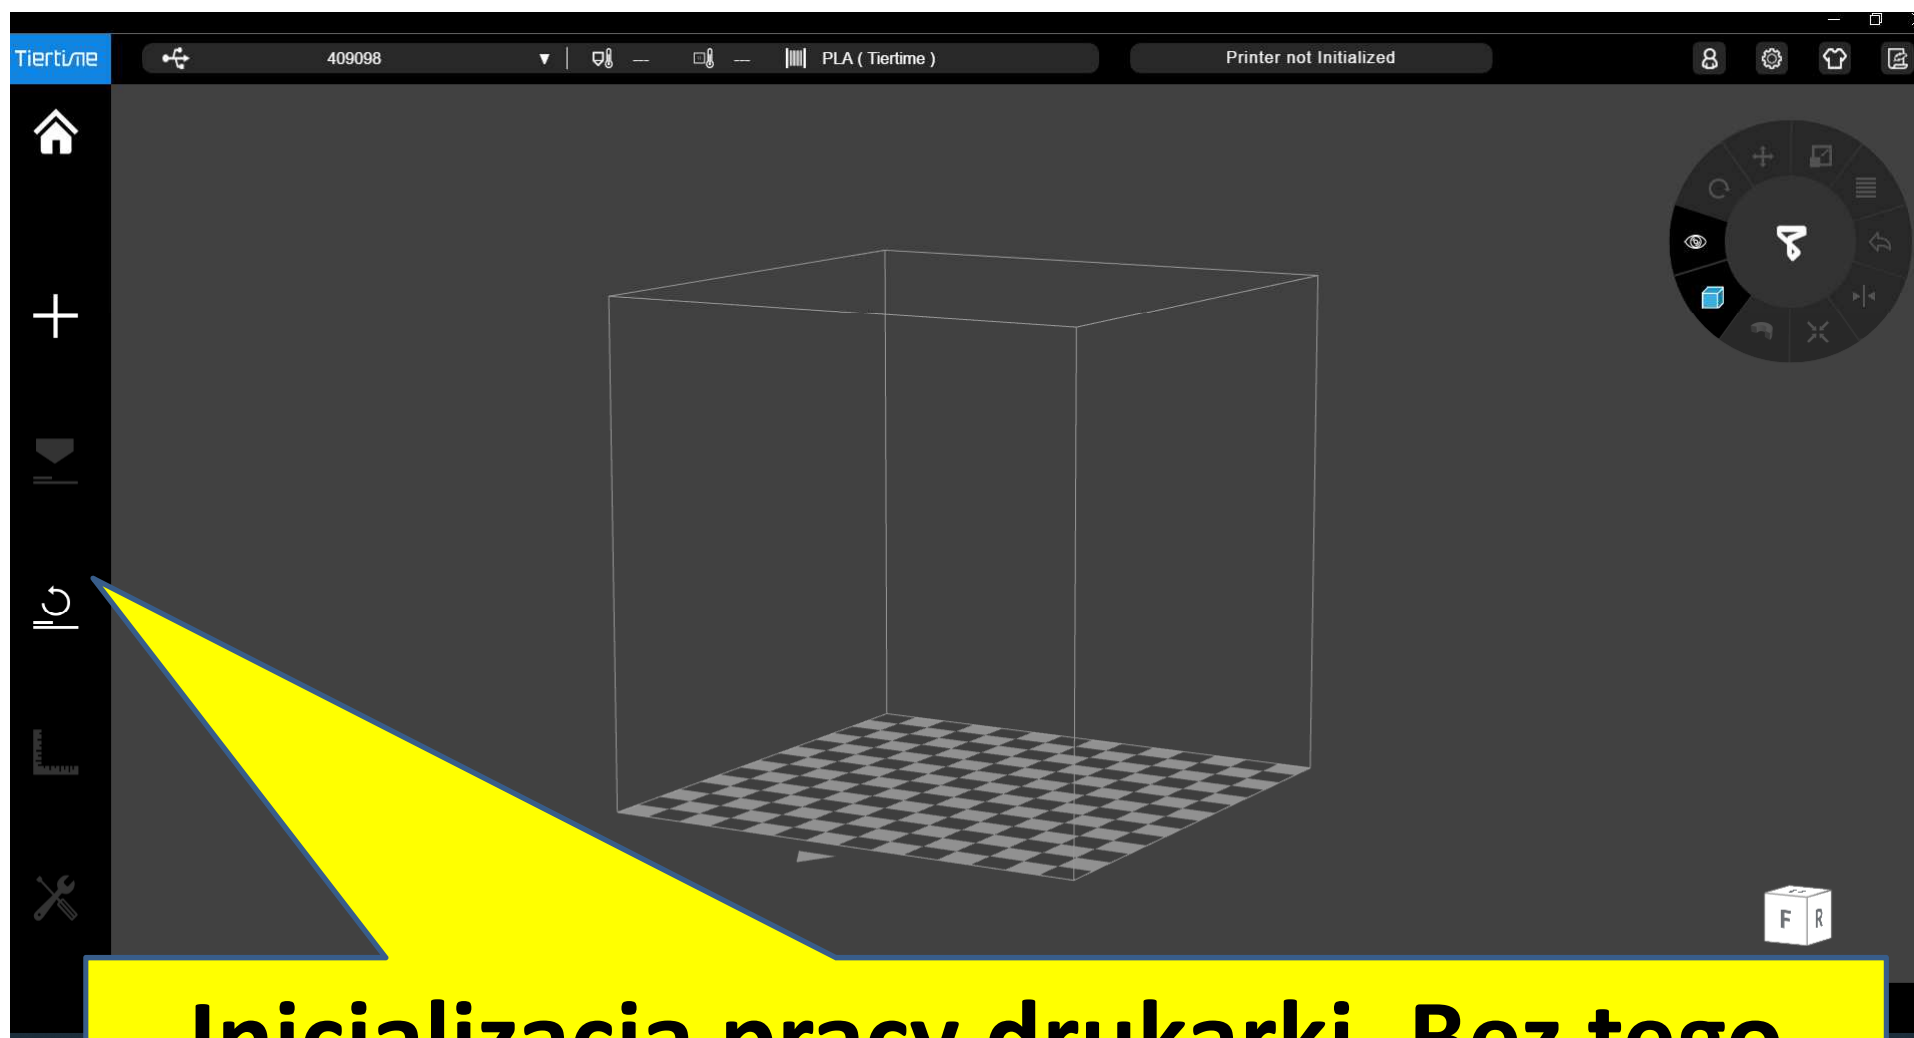 Tiertime
409098
---
---
PLA ( Tiertime )
Printer not Initialized
F
R
Inicjalizacja pracy drukarki. Bez tego